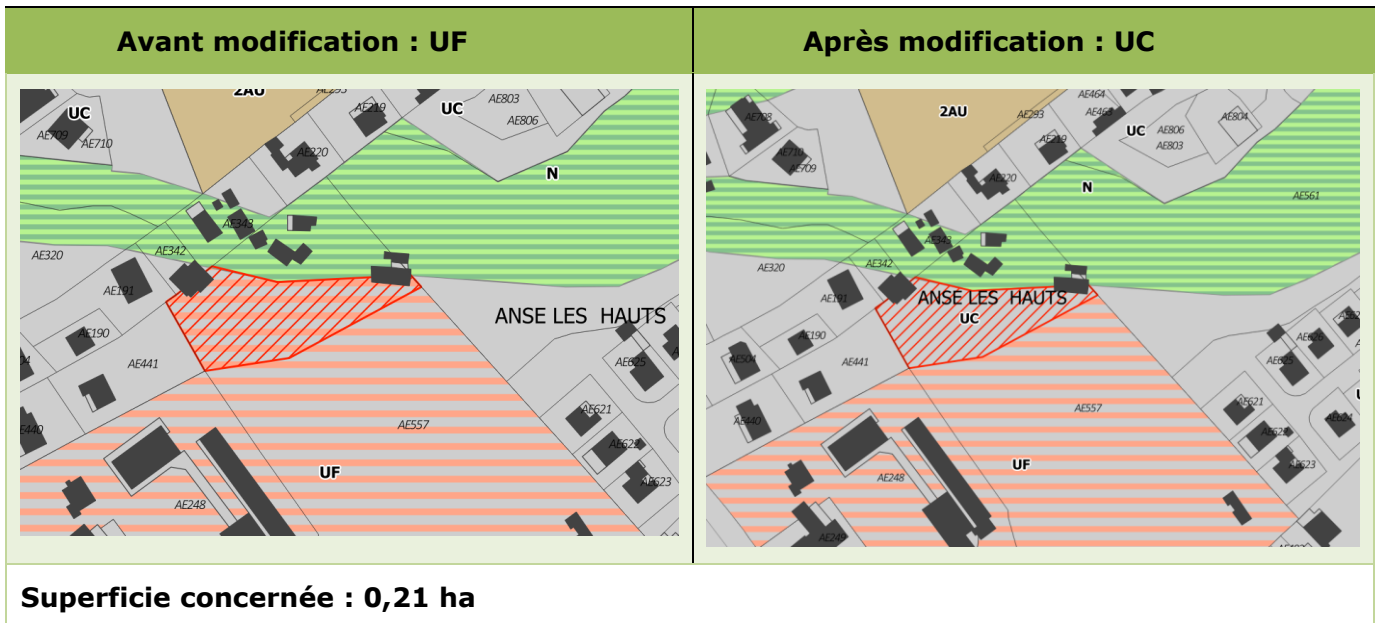 Avant modification : UF
Après modification : UC
2AU
UC
AE219
UC
AE803
AE806
AE709
AE710
AE220
N
AE343
AE342
AE320
AE191
ANSE LES HAUTS
AE190
AE441
AE625
AE621
AE557
AE440
AE622
UF
AE623
AE248
AE464
2AU
AE293
AE463
AE708
AE219
UC
AE806
AE804
AE803
AE710
AE709
AE220
N
AE561
AE343
AE342
AE320
AE191
ANSE LES HAUTS
UC
AE190
AE626
AE504
AE441
AE625
AE557
AE621
AE440
AE624
AE622
UF
AE623
AE248
AE249
Superficie concernée : 0,21 ha